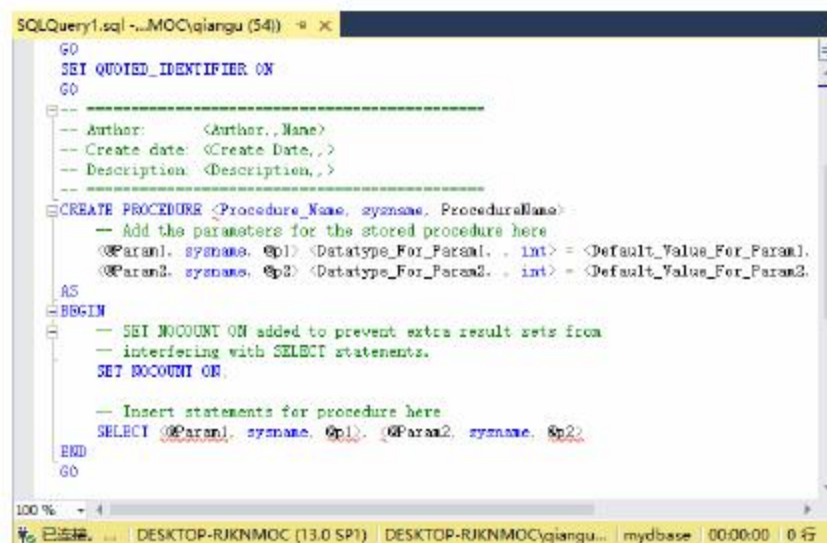 SQLQuery1.sql -...MOC\qiangu (54))
GO
SET QUOTED_IDENTIFIER ON
GO
-- =============================================
-- Author: <Author,,Name>
-- Create date: <Create Date,,>
-- Description: <Description,,>
-- =============================================
CREATE PROCEDURE <Procedure_Name, sysname, ProcedureName>
-- Add the parameters for the stored procedure here
<@Param1, sysname, @p1> <Datatype_For_Param1, , int> = <Default_Value_For_Param1,
<@Param2, sysname, @p2> <Datatype_For_Param2, , int> = <Default_Value_For_Param2,
AS
BEGIN
-- SET NOCOUNT ON added to prevent extra result sets from
-- interfering with SELECT statements.
SET NOCOUNT ON;
-- Insert statements for procedure here
SELECT <@Param1, sysname, @p1>, <@Param2, sysname, @p2>
END
GO
100 %
已连接。 ... DESKTOP-RJKNMOC (13.0 SP1) DESKTOP-RJKNMOC\qiangu... mydbase 00:00:00 0 行